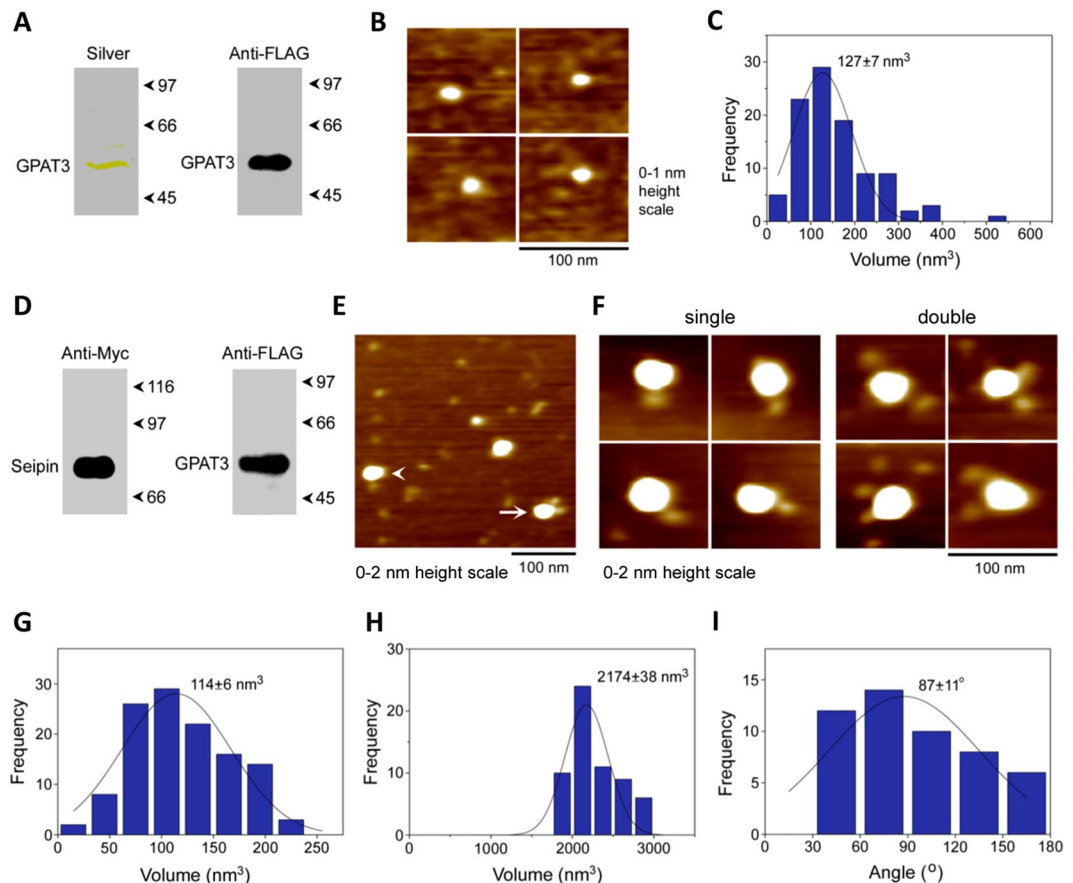 A
Silver
Anti-FLAG
97
97
66
66
GPAT3
GPAT3
45
45
B
0-1 nm
height
scale
100 nm
C
Frequency
30
20
10
0
127±7 nm³
0 100 200 300 400 500 600
Volume (nm³)
D
Anti-Myc
Anti-FLAG
116
97
97
66
Seipin
GPAT3
66
45
E
0-2 nm height scale
100 nm
F
single
double
0-2 nm height scale
100 nm
G
Frequency
30
20
10
0
114±6 nm³
0 50 100 150 200 250
Volume (nm³)
H
Frequency
30
20
10
0
2174±38 nm³
0 1000 2000 3000
Volume (nm³)
I
Frequency
15
10
5
0
87±11°
0 30 60 90 120 150 180
Angle (°)